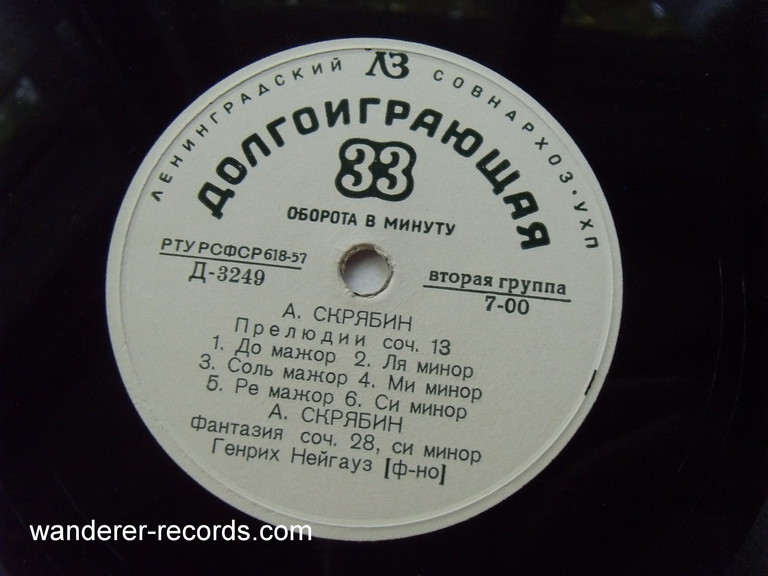 ЛЕНИНГРАДСКИЙ ЛЗ СОВНАРХОЗ · УХП
ДОЛГОИГРАЮЩАЯ
33
ОБОРОТА В МИНУТУ
РТУ РСФСР 618-57
Д-3249
вторая группа
7-00
А. СКРЯБИН
Прелюдии соч. 13
1. До мажор 2. Ля минор
3. Соль мажор 4. Ми минор
5. Ре мажор 6. Си минор
А. СКРЯБИН
Фантазия соч. 28, си минор
Генрих Нейгауз [ф-но]
wanderer-records.com